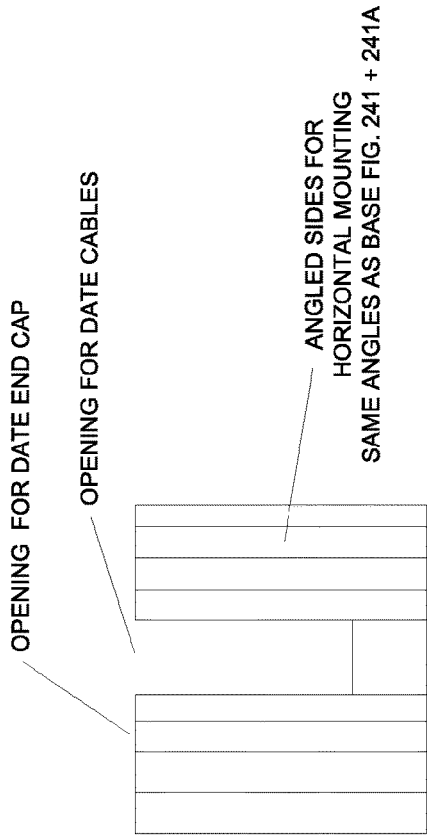 OPENING FOR DATE END CAP
OPENING FOR DATE CABLES
ANGLED SIDES FOR
HORIZONTAL MOUNTING
SAME ANGLES AS BASE FIG. 241 + 241A